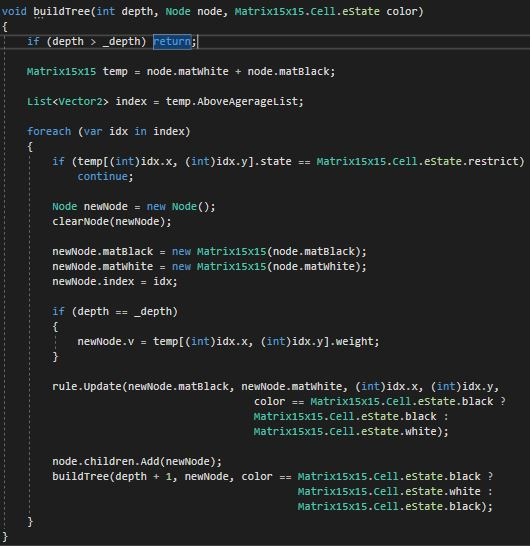 void buildTree(int depth, Node node, Matrix15x15.Cell.eState color)
{
if (depth > _depth) return;
Matrix15x15 temp = node.matWhite + node.matBlack;
List<Vector2> index = temp.AboveAgerageList;
foreach (var idx in index)
{
if (temp[(int)idx.x, (int)idx.y].state == Matrix15x15.Cell.eState.restrict)
continue;
Node newNode = new Node();
clearNode(newNode);
newNode.matBlack = new Matrix15x15(node.matBlack);
newNode.matWhite = new Matrix15x15(node.matWhite);
newNode.index = idx;
if (depth == _depth)
{
newNode.v = temp[(int)idx.x, (int)idx.y].weight;
}
rule.Update(newNode.matBlack, newNode.matWhite, (int)idx.x, (int)idx.y,
color == Matrix15x15.Cell.eState.black ?
Matrix15x15.Cell.eState.black :
Matrix15x15.Cell.eState.white);
node.children.Add(newNode);
buildTree(depth + 1, newNode, color == Matrix15x15.Cell.eState.black ?
Matrix15x15.Cell.eState.white :
Matrix15x15.Cell.eState.black);
}
}